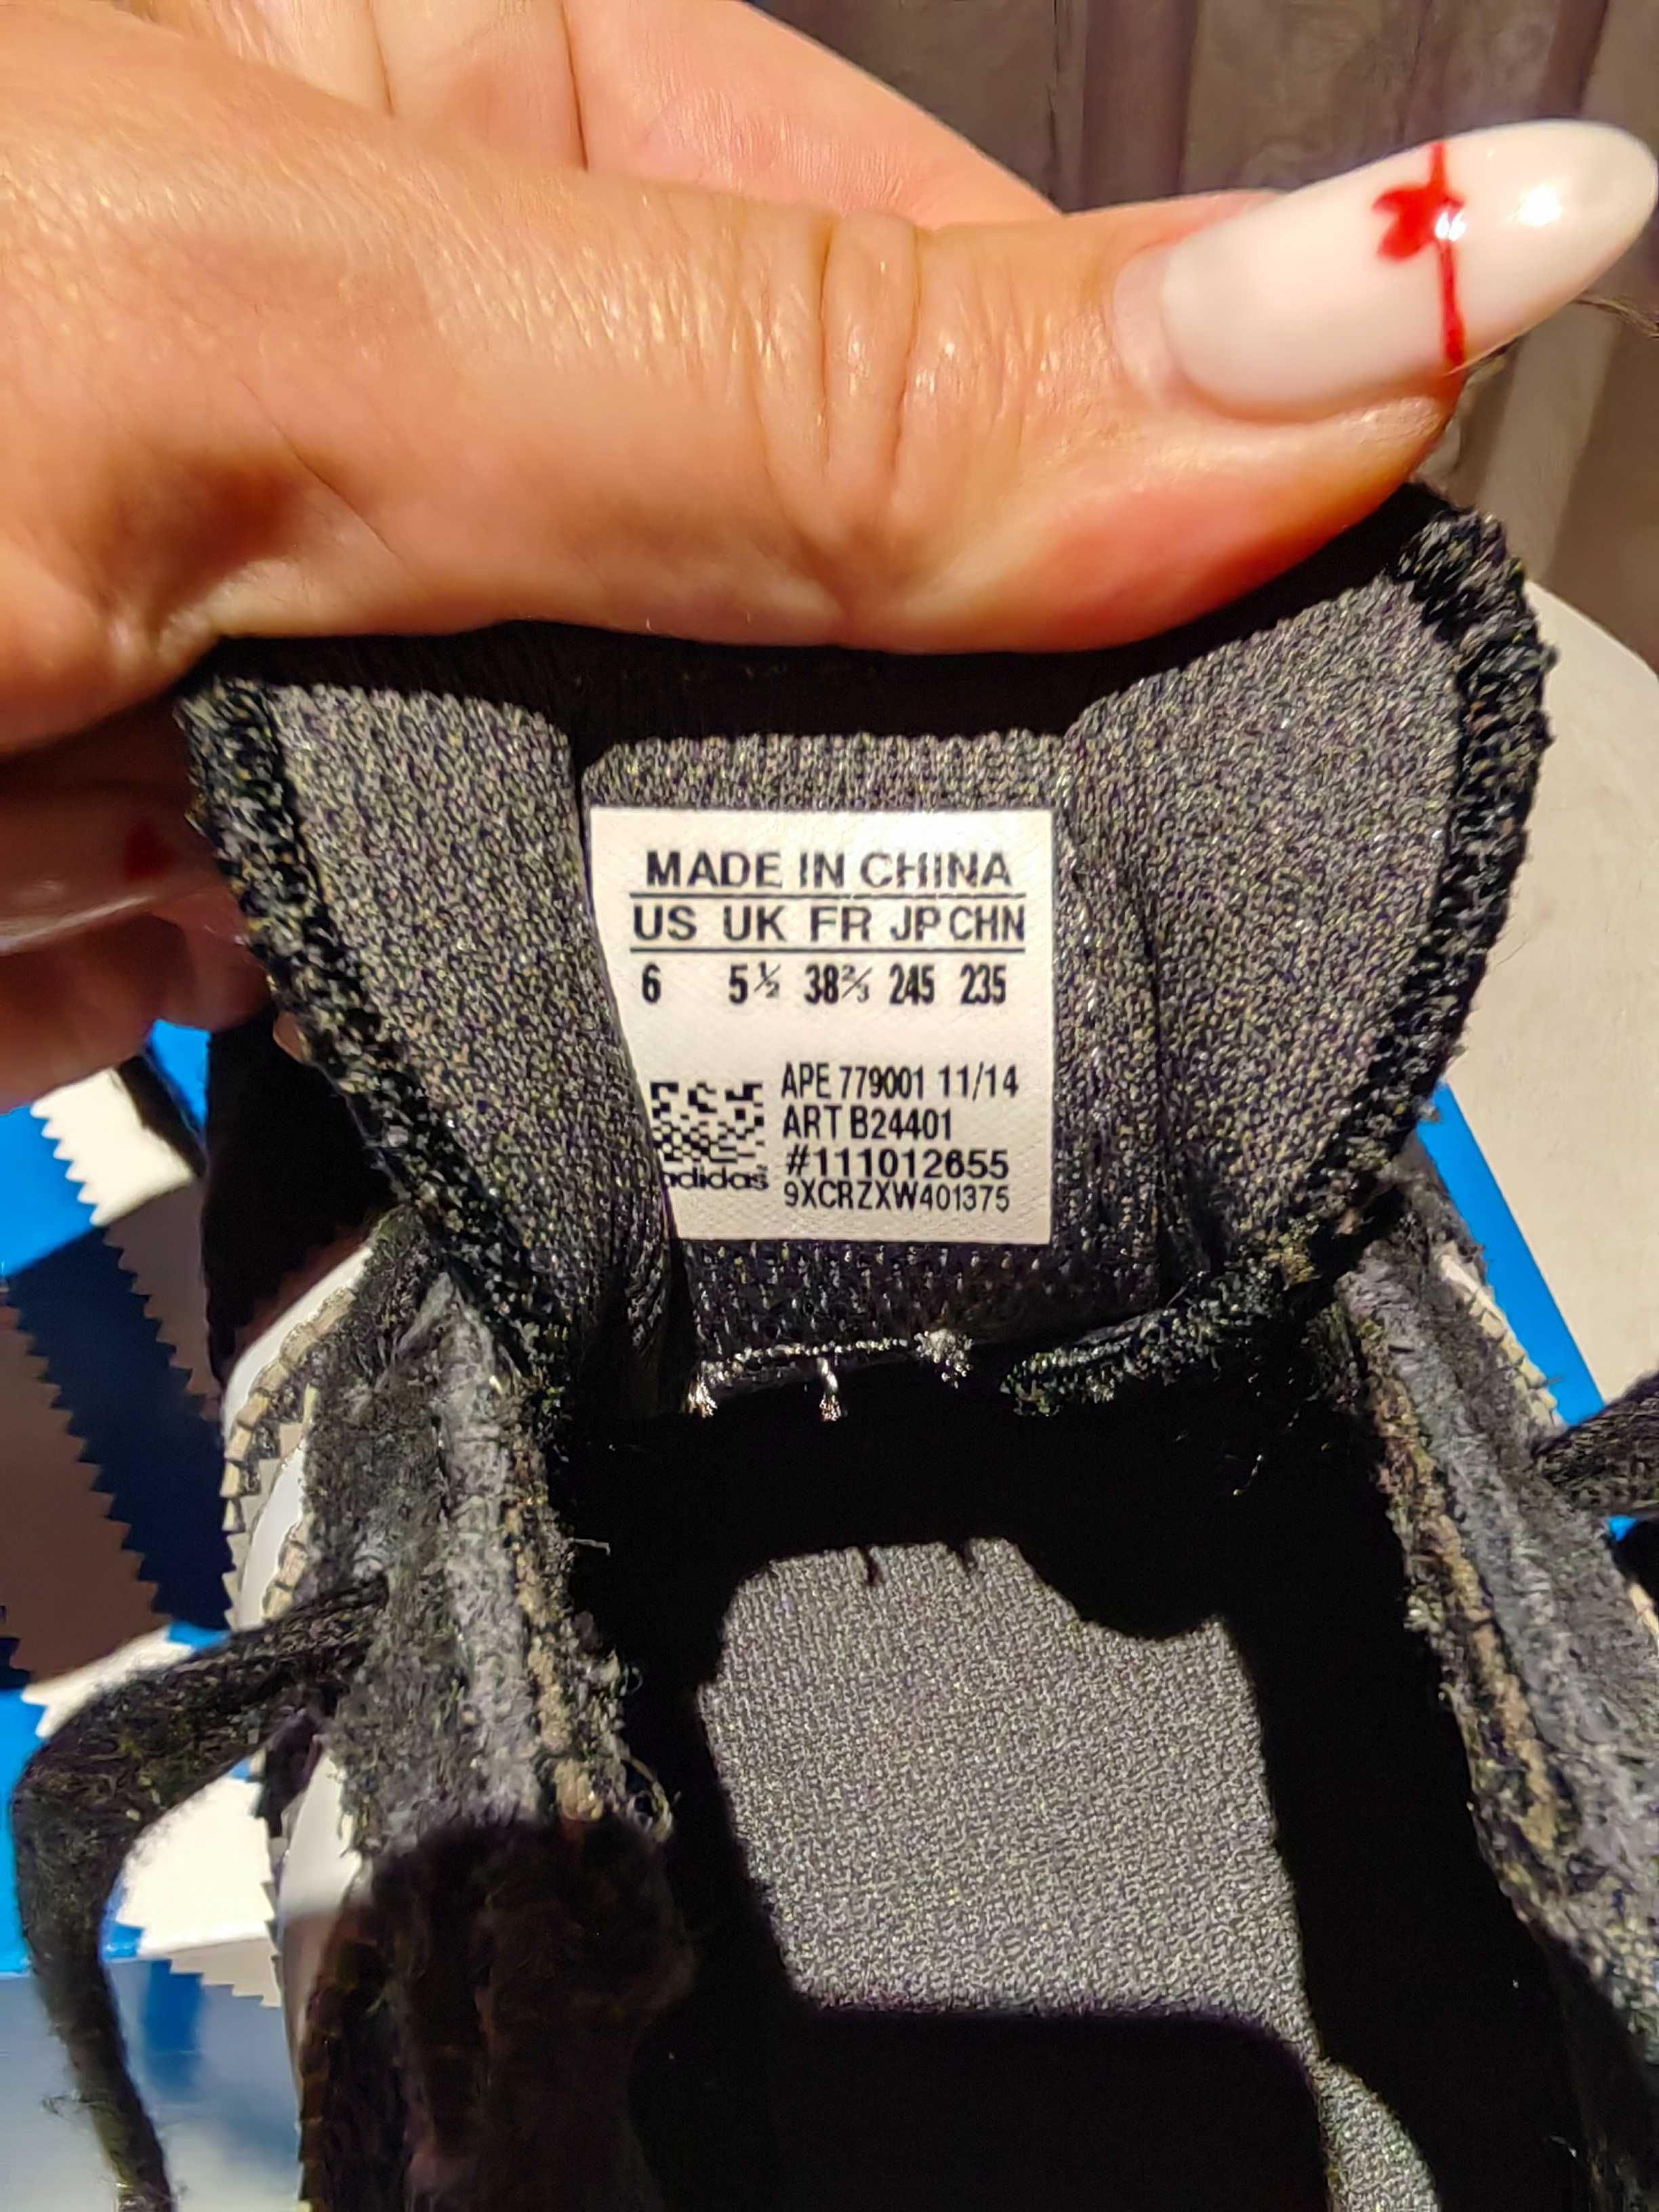 MADE IN CHINA
US UK FR JP CHN
6 5½ 38⅔ 245 235
APE 779001 11/14
ART B24401
#111012655
adidas
9XCRZXW401375